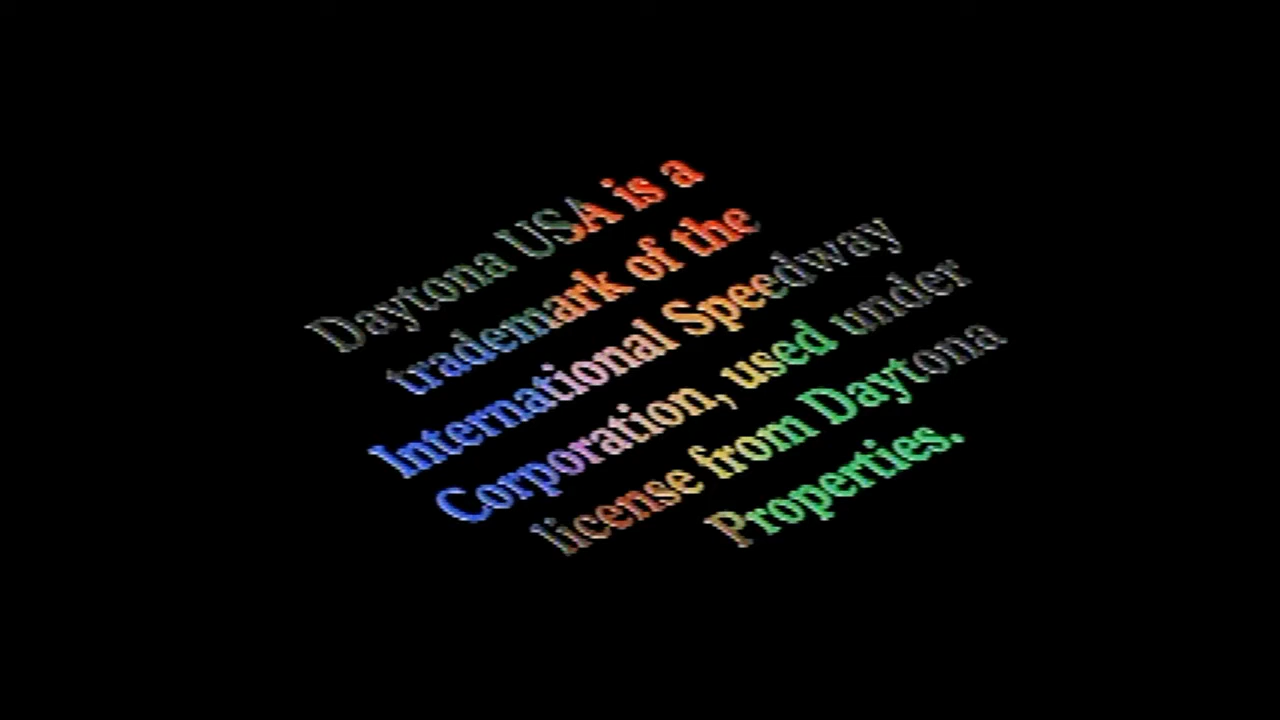 Daytona USA is a
trademark of the
International Speedway
Corporation, used under
license from Daytona
Properties.